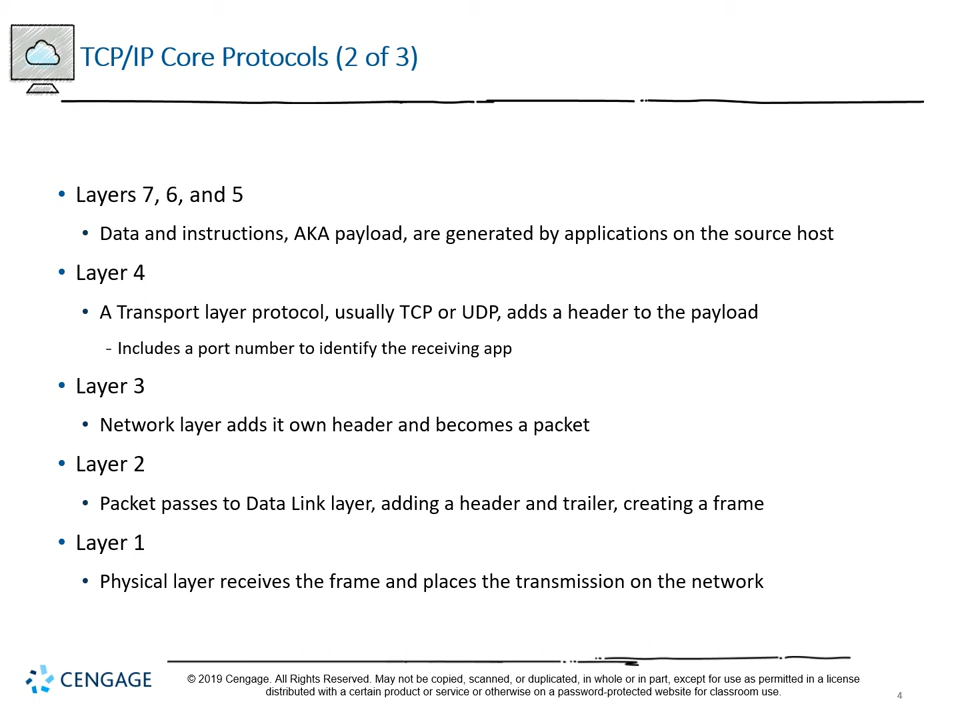 TCP/IP Core Protocols (2 of 3)
• Layers 7, 6, and 5
• Data and instructions, AKA payload, are generated by applications on the source host
• Layer 4
• A Transport layer protocol, usually TCP or UDP, adds a header to the payload
- Includes a port number to identify the receiving app
• Layer 3
• Network layer adds it own header and becomes a packet
• Layer 2
• Packet passes to Data Link layer, adding a header and trailer, creating a frame
• Layer 1
• Physical layer receives the frame and places the transmission on the network
CENGAGE
© 2019 Cengage. All Rights Reserved. May not be copied, scanned, or duplicated, in whole or in part, except for use as permitted in a license
distributed with a certain product or service or otherwise on a password-protected website for classroom use.
4